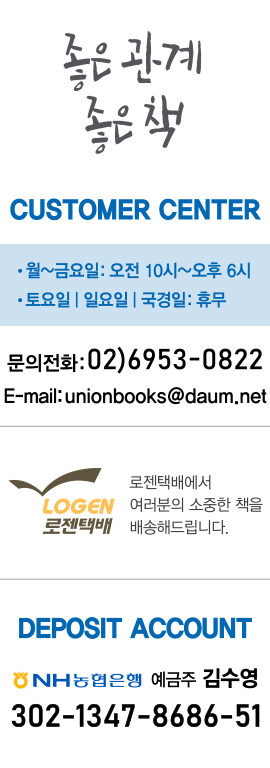 좋은 관계
좋은 책
CUSTOMER CENTER
• 월~금요일: 오전 10시~오후 6시
• 토요일 | 일요일 | 국경일: 휴무
문의전화: 02)6953-0822
E-mail: unionbooks@daum.net
로젠택배에서
여러분의 소중한 책을
배송해드립니다.
LOGEN
로젠택배
DEPOSIT ACCOUNT
NH농협은행 예금주 김수영
302-1347-8686-51